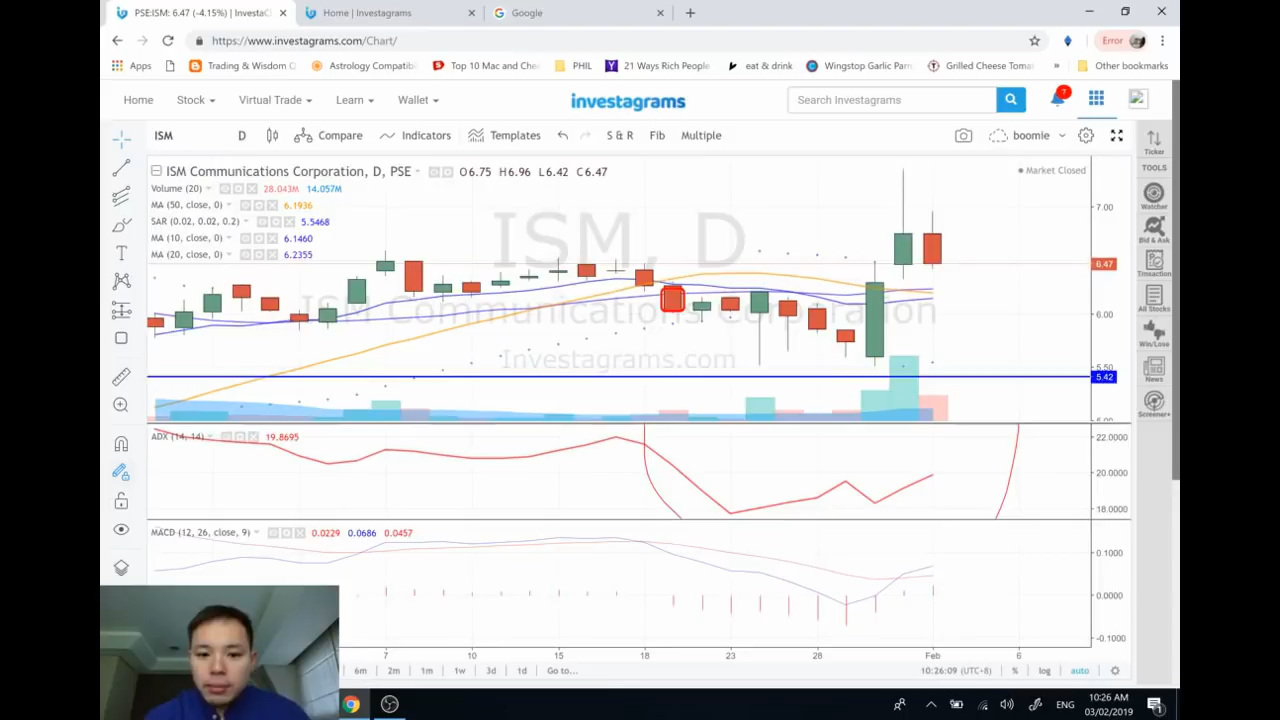 PSE:ISM: 6.47 (-4.15%) | InvestaC
Home | Investagrams
Google
https://www.investagrams.com/Chart/
Error
Apps
Trading & Wisdom
Astrology Compatib
Top 10 Mac and Che
PHIL
21 Ways Rich People
eat & drink
Wingstop Garlic Parm
Grilled Cheese Tomat
»
Other bookmarks
Home
Stock
Virtual Trade
Learn
Wallet
investagrams
Search Investagrams
7
ISM
D
Compare
Indicators
Templates
S & R
Fib
Multiple
boomie
Ticker
TOOLS
Watcher
Bid & Ask
Transaction
All Stocks
Win/Lose
News
Screener+
ISM Communications Corporation, D, PSE
O6.75 H6.96 L6.42 C6.47
Market Closed
Volume (20) 28.043M 14.057M
MA (50, close, 0) 6.1936
SAR (0.02, 0.02, 0.2) 5.5468
MA (10, close, 0) 6.1460
MA (20, close, 0) 6.2355
ISM, D
ISM Communications Corporation
Investagrams.com
7.00
6.47
6.00
5.50
5.42
5.00
ADX (14, 14) 19.8695
22.0000
20.0000
18.0000
MACD (12, 26, close, 9) 0.0229 0.0686 0.0457
0.1000
0.0000
-0.1000
7
10
15
18
23
28
Feb
6
6m
2m
1m
1w
3d
1d
Go to...
10:26:09 (UTC+8)
%
log
auto
ENG
10:26 AM
03/02/2019
1